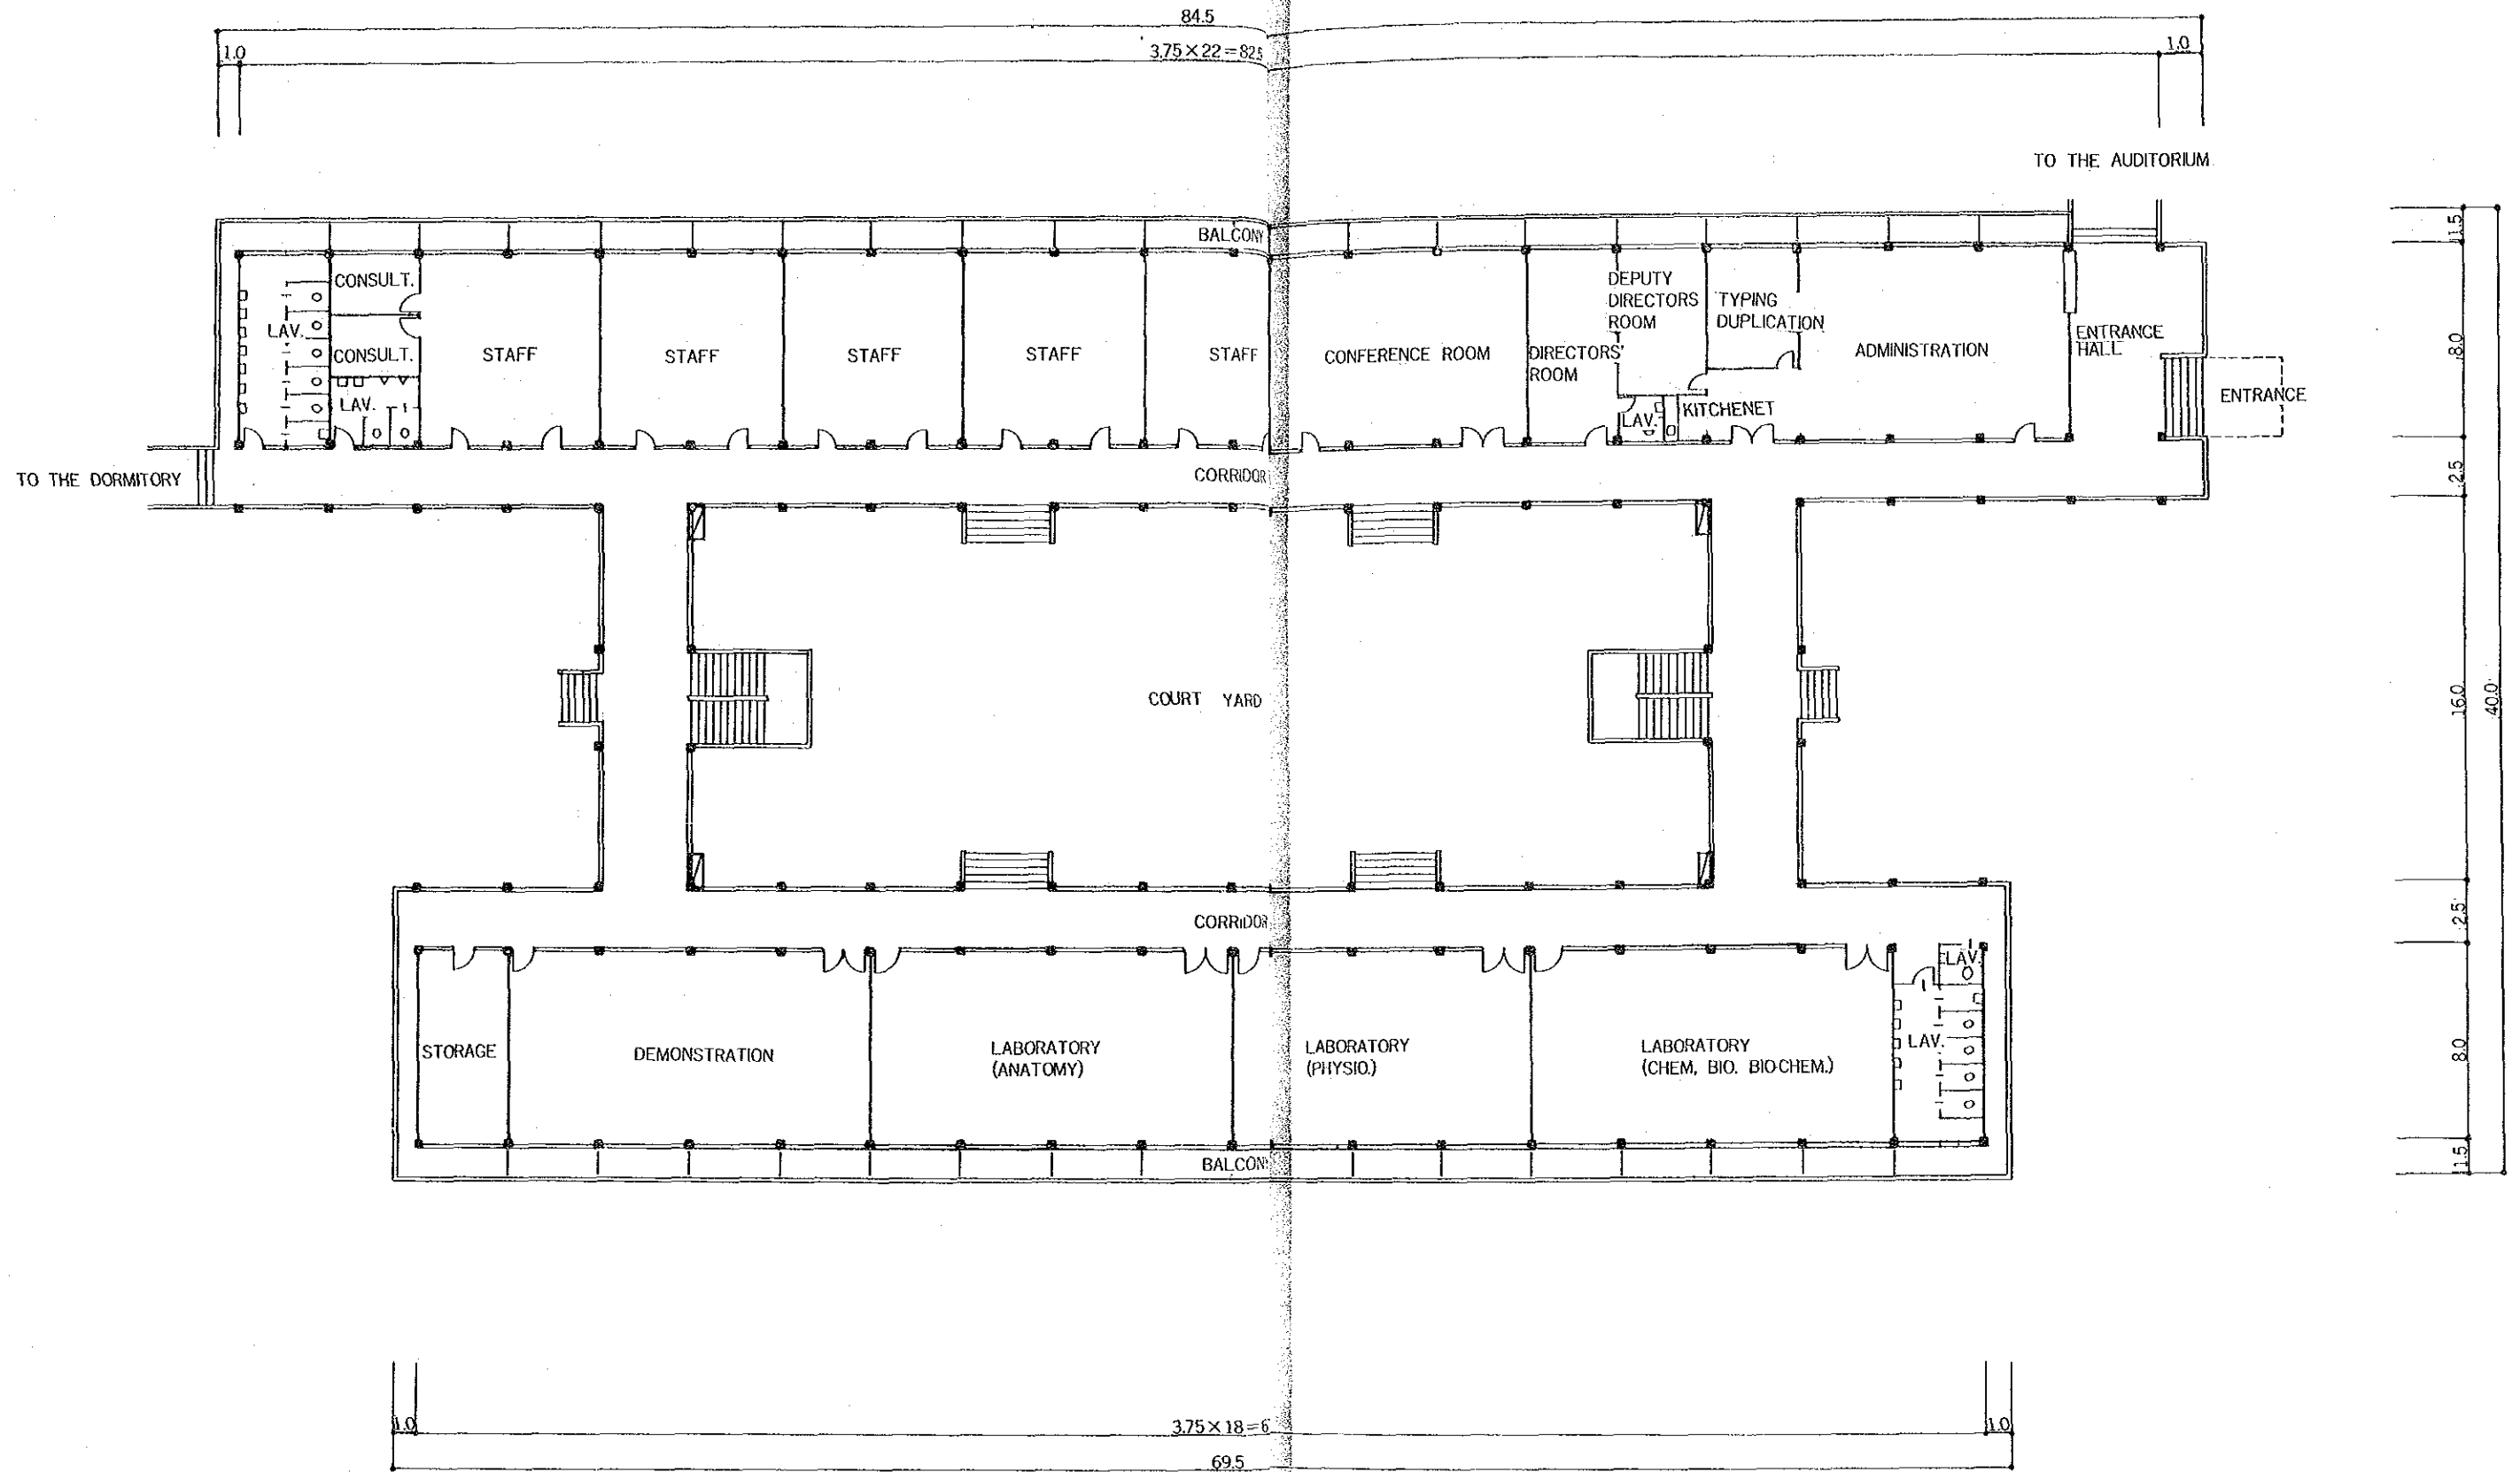 84.5
1.0
3.75×22=82.5
1.0
TO THE AUDITORIUM
BALCONY
1.5
CONSULT.
LAV.
CONSULT.
LAV.
STAFF
STAFF
STAFF
STAFF
STAFF
CONFERENCE ROOM
DIRECTORS'
ROOM
DEPUTY
DIRECTORS
ROOM
TYPING
DUPLICATION
LAV.
KITCHENET
ADMINISTRATION
ENTRANCE
HALL
ENTRANCE
8.0
TO THE DORMITORY
CORRIDOR
2.5
COURT YARD
16.0
40.0
CORRIDOR
2.5
STORAGE
DEMONSTRATION
LABORATORY
(ANATOMY)
LABORATORY
(PHYSIO.)
LABORATORY
(CHEM, BIO. BIOCHEM.)
LAV.
LAV.
8.0
BALCON
1.5
1.0
3.75×18=6
1.0
69.5